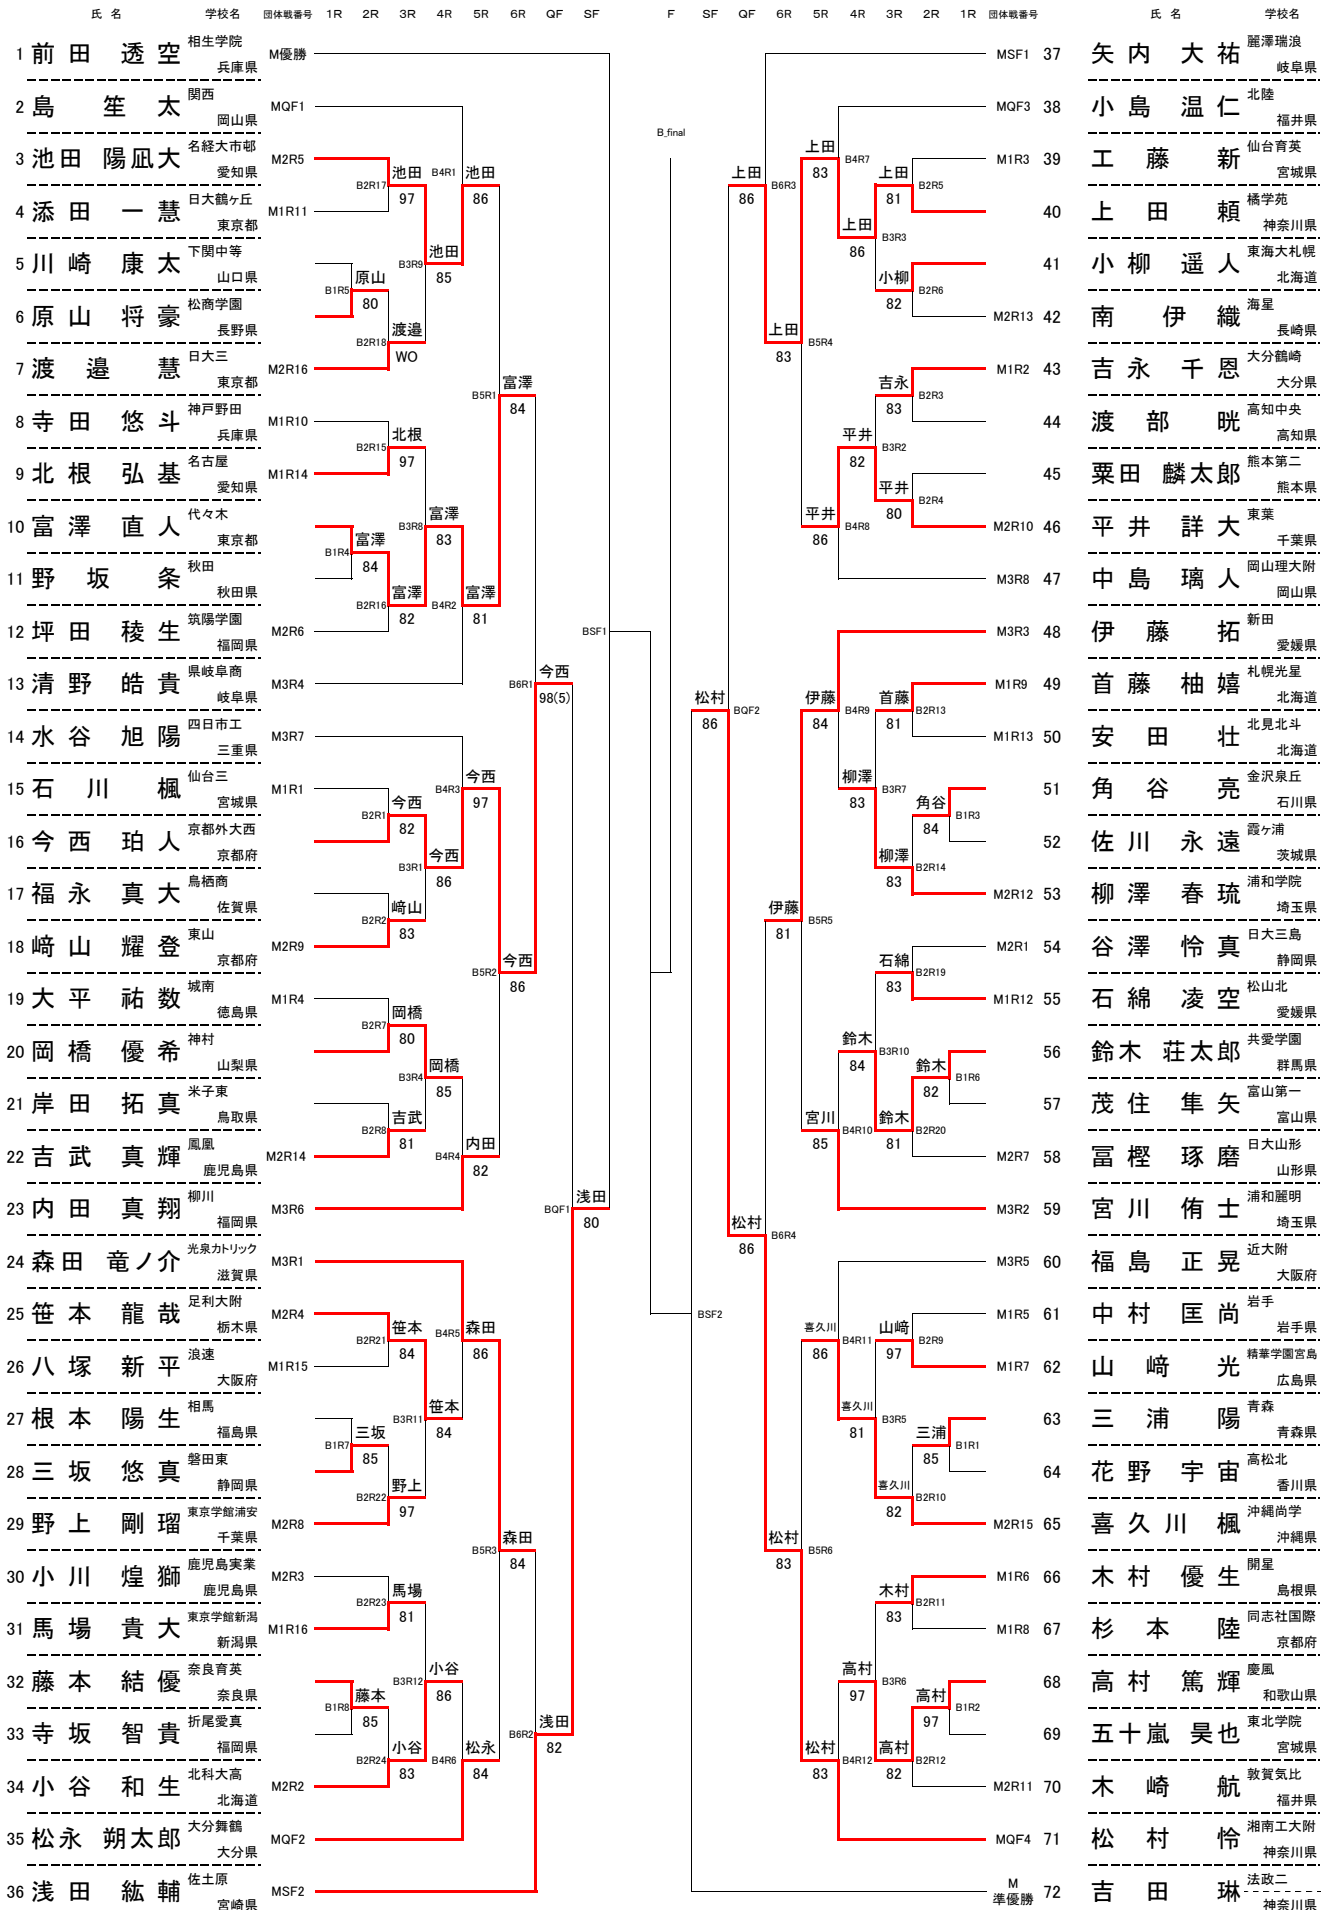 氏 名 学校名 団体戦番号 1R 2R 3R 4R 5R 6R QF SF F SF QF 6R 5R 4R 3R 2R 1R 団体戦番号 氏 名 学校名
1 前田 透空 相生学院 兵庫県 M優勝
2 島 笙太 関西 岡山県 MQF1
3 池田 陽凪大 名経大市邨 愛知県 M2R5
4 添田 一慧 日大鶴ヶ丘 東京都 M1R11
5 川崎 康太 下関中等 山口県
6 原山 将豪 松商学園 長野県
7 渡邉 慧 日大三 東京都 M2R16
8 寺田 悠斗 神戸野田 兵庫県 M1R10
9 北根 弘基 名古屋 愛知県 M1R14
10 富澤 直人 代々木 東京都
11 野坂 条 秋田 秋田県
12 坪田 稜生 筑陽学園 福岡県 M2R6
13 清野 皓貴 県岐阜商 岐阜県 M3R4
14 水谷 旭陽 四日市工 三重県 M3R7
15 石川 楓 仙台三 宮城県 M1R1
16 今西 珀人 京都外大西 京都府
17 福永 真大 鳥栖商 佐賀県
18 﨑山 耀登 東山 京都府 M2R9
19 大平 祐数 城南 徳島県 M1R4
20 岡橋 優希 神村 山梨県
21 岸田 拓真 米子東 鳥取県
22 吉武 真輝 鳳凰 鹿児島県 M2R14
23 内田 真翔 柳川 福岡県 M3R6
24 森田 竜ノ介 光泉カトリック 滋賀県 M3R1
25 笹本 龍哉 足利大附 栃木県 M2R4
26 八塚 新平 浪速 大阪府 M1R15
27 根本 陽生 相馬 福島県
28 三坂 悠真 磐田東 静岡県
29 野上 剛瑠 東京学館浦安 千葉県 M2R8
30 小川 煌獅 鹿児島実業 鹿児島県 M2R3
31 馬場 貴大 東京学館新潟 新潟県 M1R16
32 藤本 結優 奈良育英 奈良県
33 寺坂 智貴 折尾愛真 福岡県
34 小谷 和生 北科大高 北海道 M2R2
35 松永 朔太郎 大分舞鶴 大分県 MQF2
36 浅田 紘輔 佐土原 宮崎県 MSF2
B1R5 原山 80
B1R4 富澤 84
B1R7 三坂 85
B1R8 藤本 85
B2R17 池田 97
B2R18 渡邉 WO
B2R15 北根 97
B2R16 富澤 82
B2R1 今西 82
B2R2 﨑山 83
B2R7 岡橋 80
B2R8 吉武 81
B2R21 笹本 84
B2R22 野上 97
B2R23 馬場 81
B2R24 小谷 83
B3R9 池田 85
B3R8 富澤 83
B3R1 今西 86
B3R4 岡橋 85
B3R11 笹本 84
B3R12 小谷 86
B4R1 池田 86
B4R2 富澤 81
B4R3 今西 97
B4R4 内田 82
B4R5 森田 86
B4R6 松永 84
B5R1 富澤 84
B5R2 今西 86
B5R3 森田 84
B6R1 今西 98(5)
B6R2 浅田 82
BQF1 浅田 80
BSF1
B_final
BSF2
BQF2 松村 86
B6R3 上田 86
B6R4 松村 86
B5R4 上田 83
B5R5 伊藤 81
B5R6 松村 83
B4R7 上田 83
B4R8 平井 86
B4R9 伊藤 84
B4R10 宮川 85
B4R11 喜久川 86
B4R12 松村 83
B3R3 上田 86
B3R2 平井 82
B3R7 柳澤 83
B3R10 鈴木 84
B3R5 喜久川 81
B3R6 高村 97
B2R5 上田 81
B2R6 小柳 82
B2R3 吉永 83
B2R4 平井 80
B2R13 首藤 81
B2R14 柳澤 83
B2R19 石綿 83
B2R20 鈴木 81
B2R9 山﨑 97
B2R10 喜久川 82
B2R11 木村 83
B2R12 高村 82
B1R3 角谷 84
B1R6 鈴木 82
B1R1 三浦 85
B1R2 高村 97
MSF1 37 矢内 大祐 麗澤瑞浪 岐阜県
MQF3 38 小島 温仁 北陸 福井県
M1R3 39 工藤 新 仙台育英 宮城県
40 上田 頼 橘学苑 神奈川県
41 小柳 遥人 東海大札幌 北海道
M2R13 42 南 伊織 海星 長崎県
M1R2 43 吉永 千恩 大分鶴崎 大分県
44 渡部 晄 高知中央 高知県
45 粟田 麟太郎 熊本第二 熊本県
M2R10 46 平井 詳大 東葉 千葉県
M3R8 47 中島 璃人 岡山理大附 岡山県
M3R3 48 伊藤 拓 新田 愛媛県
M1R9 49 首藤 柚嬉 札幌光星 北海道
M1R13 50 安田 壮 北見北斗 北海道
51 角谷 亮 金沢泉丘 石川県
52 佐川 永遠 霞ヶ浦 茨城県
M2R12 53 柳澤 春琉 浦和学院 埼玉県
M2R1 54 谷澤 怜真 日大三島 静岡県
M1R12 55 石綿 凌空 松山北 愛媛県
56 鈴木 荘太郎 共愛学園 群馬県
57 茂住 隼矢 富山第一 富山県
M2R7 58 冨樫 琢磨 日大山形 山形県
M3R2 59 宮川 侑士 浦和麗明 埼玉県
M3R5 60 福島 正晃 近大附 大阪府
M1R5 61 中村 匡尚 岩手 岩手県
M1R7 62 山﨑 光 精華学園宮島 広島県
63 三浦 陽 青森 青森県
64 花野 宇宙 高松北 香川県
M2R15 65 喜久川 楓 沖縄尚学 沖縄県
M1R6 66 木村 優生 開星 島根県
M1R8 67 杉本 陸 同志社国際 京都府
68 高村 篤輝 慶風 和歌山県
69 五十嵐 昊也 東北学院 宮城県
M2R11 70 木崎 航 敦賀気比 福井県
MQF4 71 松村 怜 湘南工大附 神奈川県
M 準優勝 72 吉田 琳 法政二 神奈川県